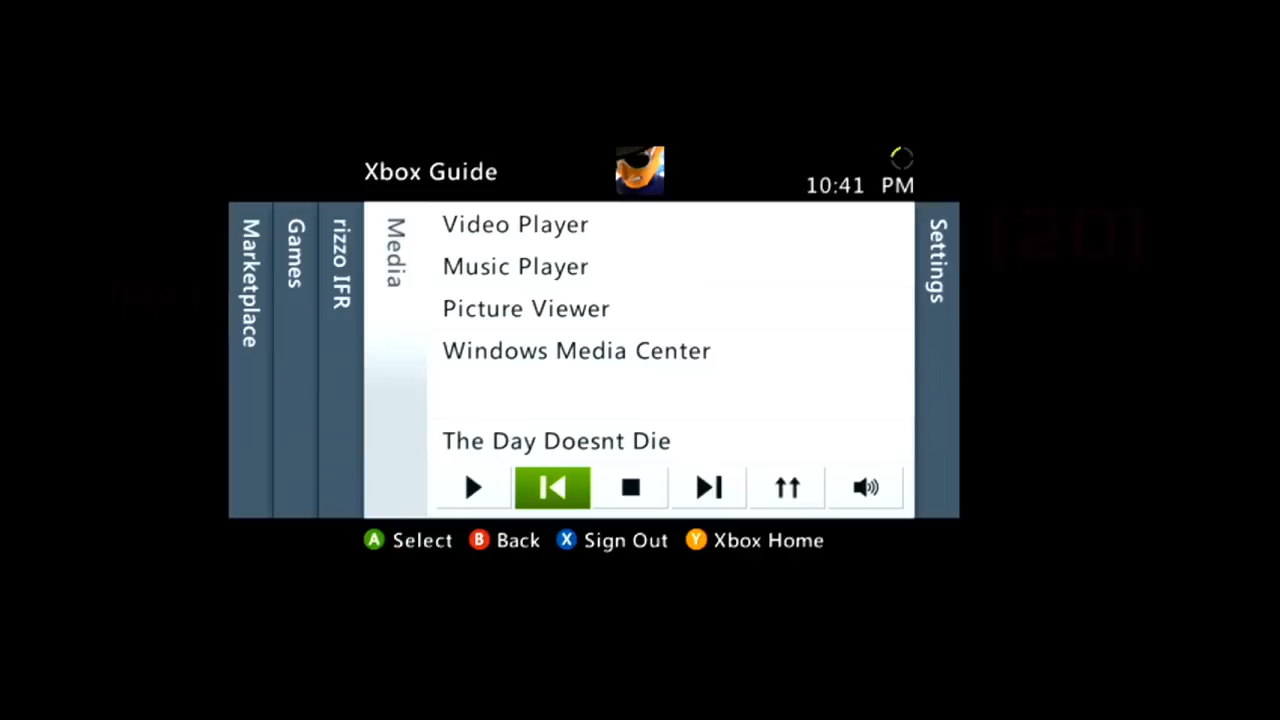 Xbox Guide
10:41 PM
Marketplace
Games
rizzo IFR
Media
Video Player
Music Player
Picture Viewer
Windows Media Center
The Day Doesnt Die
Settings
A Select B Back X Sign Out Y Xbox Home